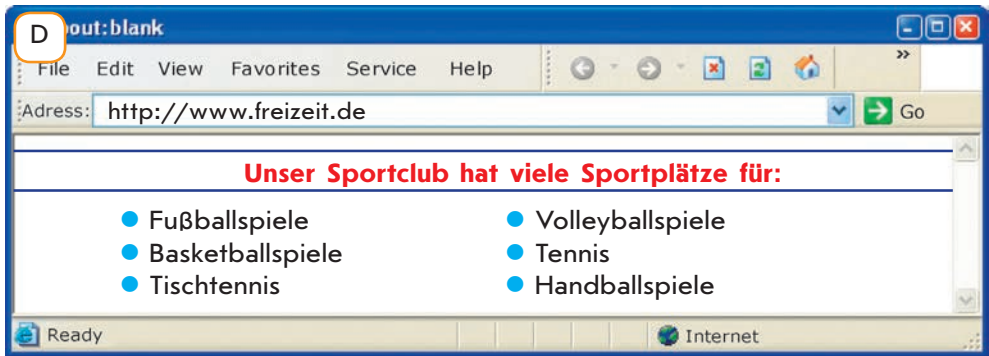 D
out:blank
File Edit View Favorites Service Help »
Adress: http://www.freizeit.de Go
Unser Sportclub hat viele Sportplätze für:
Fußballspiele Volleyballspiele
Basketballspiele Tennis
Tischtennis Handballspiele
Ready Internet